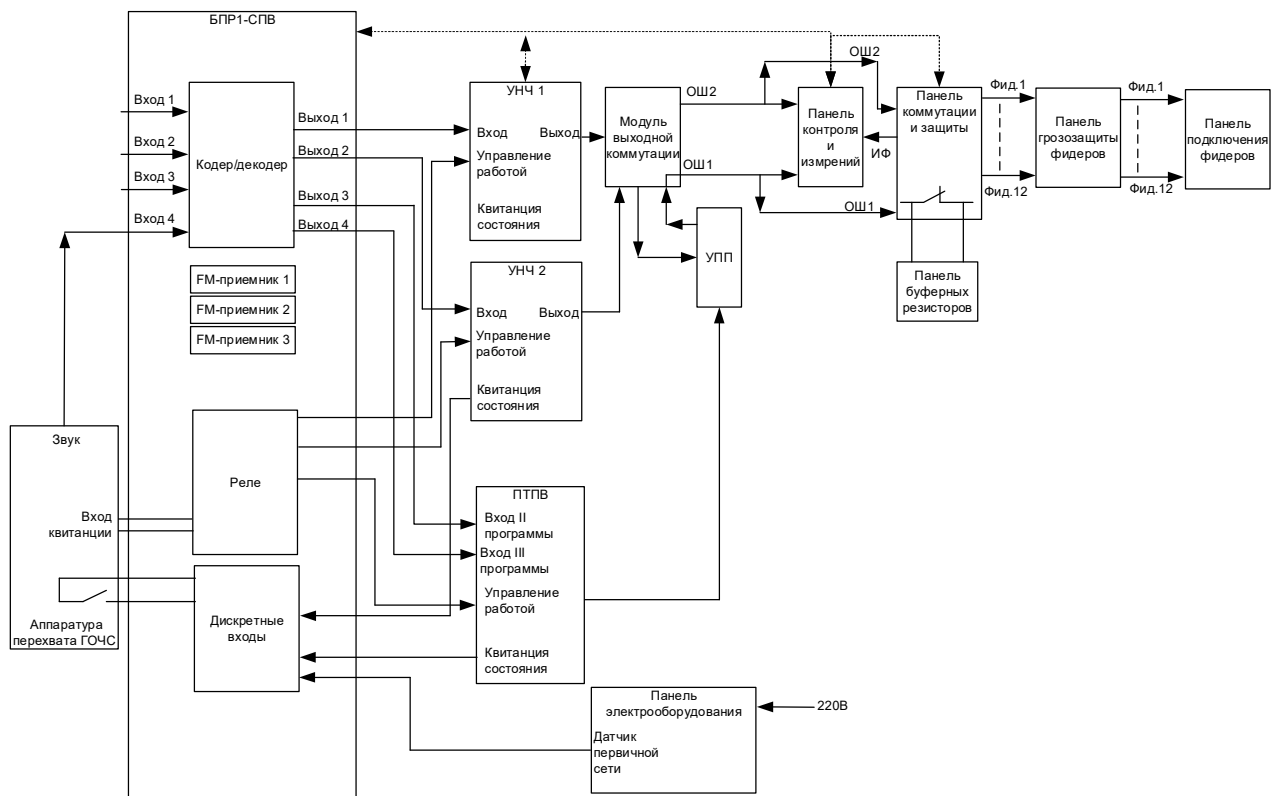 БПР1-СПВ
Вход 1
Вход 2
Вход 3
Вход 4
Кодер/декодер
Выход 1
Выход 2
Выход 3
Выход 4
FM-приемник 1
FM-приемник 2
FM-приемник 3
Реле
Дискретные
входы
Звук
Вход
квитанции
Аппаратура
перехвата ГОЧС
УНЧ 1
Вход
Выход
Управление
работой
Квитанция
состояния
УНЧ 2
Вход
Выход
Управление
работой
Квитанция
состояния
ПТПВ
Вход II
программы
Вход III
программы
Управление
работой
Квитанция
состояния
Панель
электрооборудования
Датчик
первичной
сети
220В
Модуль
выходной
коммутации
ОШ2
ОШ1
УПП
ОШ2
ОШ1
Панель
контроля
и
измрений
ИФ
Панель
коммутации
и защиты
Панель
буферных
резисторов
Фид.1
Фид.12
Панель
грозозащиты
фидеров
Фид.1
Фид.12
Панель
подключения
фидеров